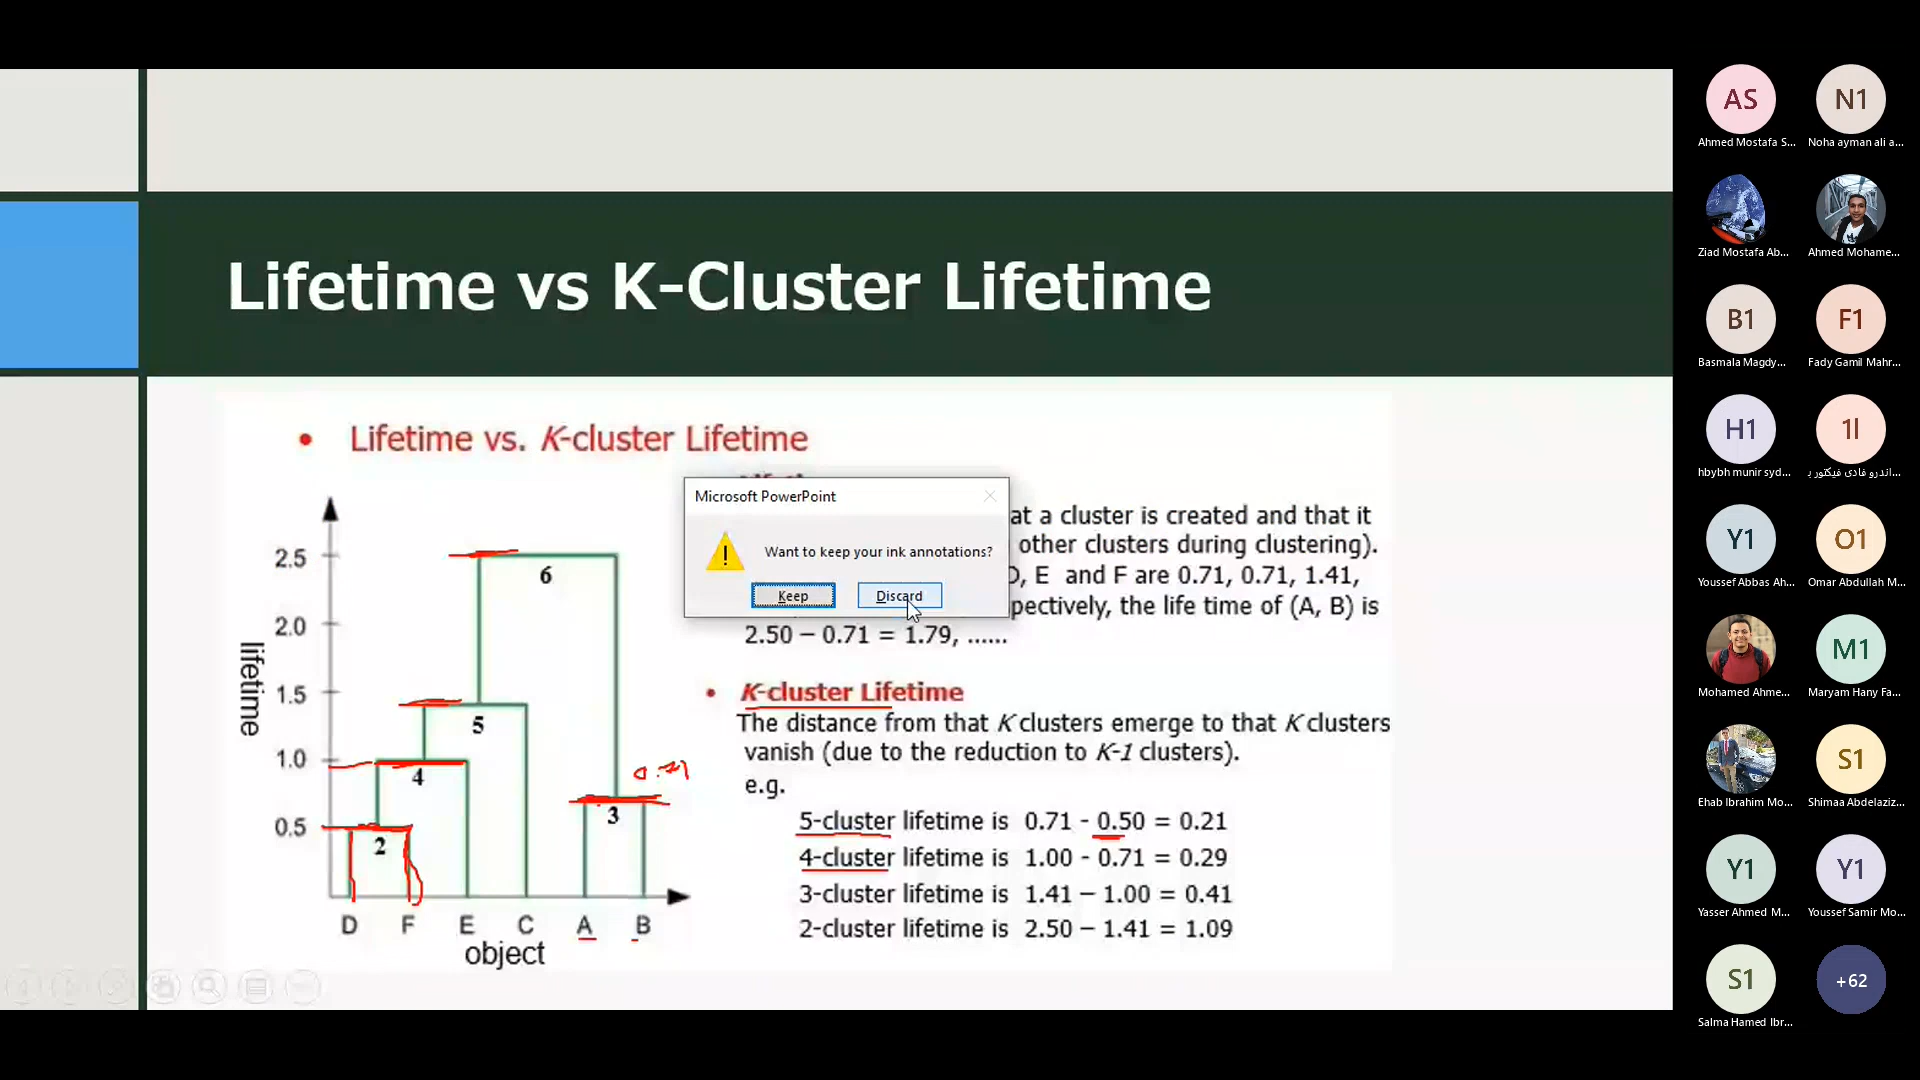 Lifetime vs K-Cluster Lifetime
• Lifetime vs. K-cluster Lifetime
Microsoft PowerPoint
Want to keep your ink annotations?
Keep
Discard
at a cluster is created and that it
other clusters during clustering).
D, E and F are 0.71, 0.71, 1.41,
pectively, the life time of (A, B) is
2.50 – 0.71 = 1.79, ......
• K-cluster Lifetime
The distance from that K clusters emerge to that K clusters
vanish (due to the reduction to K-1 clusters).
e.g.
5-cluster lifetime is 0.71 - 0.50 = 0.21
4-cluster lifetime is 1.00 - 0.71 = 0.29
3-cluster lifetime is 1.41 – 1.00 = 0.41
2-cluster lifetime is 2.50 – 1.41 = 1.09
lifetime
2.5
2.0
1.5
1.0
0.5
6
5
4
3
2
0.71
D F E C A B
object
AS
Ahmed Mostafa S...
N1
Noha ayman ali a...
Ziad Mostafa Ab...
Ahmed Mohame...
B1
Basmala Magdy...
F1
Fady Gamil Mahr...
H1
hbybh munir syd...
1l
اندرو فادى فيكتور ب...
Y1
Youssef Abbas Ah...
O1
Omar Abdullah M...
Mohamed Ahme...
M1
Maryam Hany Fa...
Ehab Ibrahim Mo...
S1
Shimaa Abdelaziz...
Y1
Yasser Ahmed M...
Y1
Youssef Samir Mo...
S1
Salma Hamed Ibr...
+62